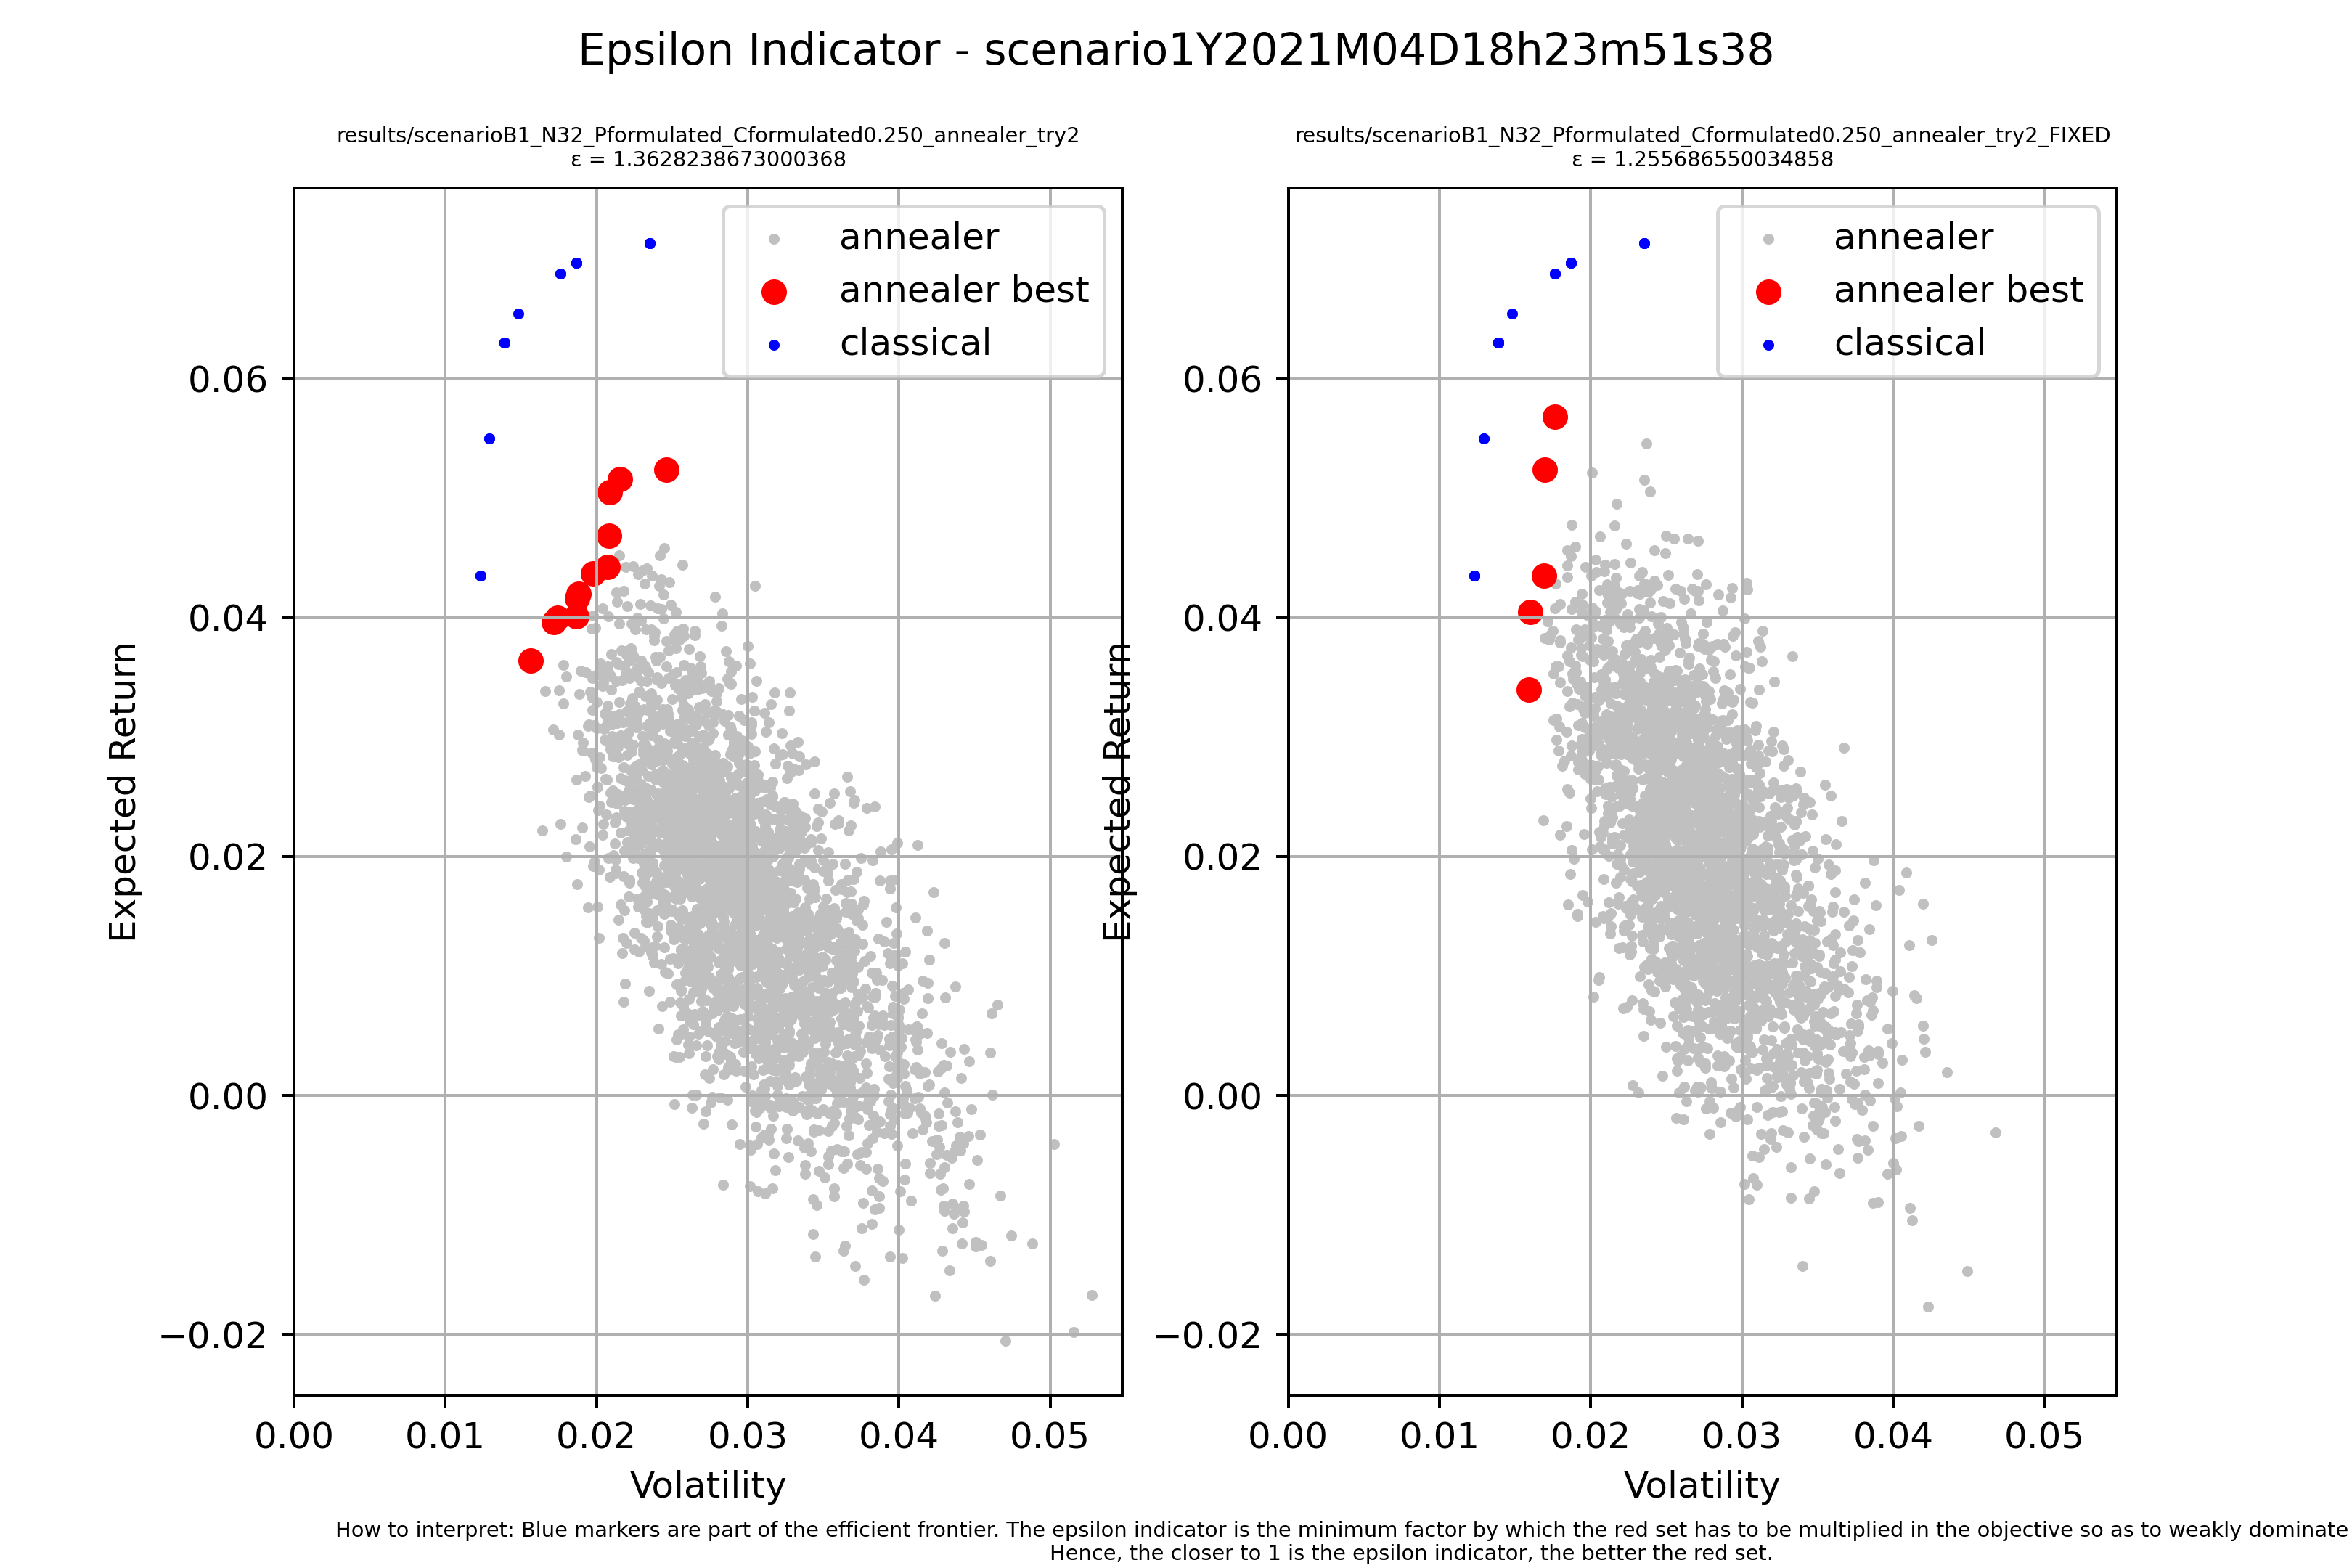 Epsilon Indicator - scenario1Y2021M04D18h23m51s38
results/scenarioB1_N32_Pformulated_Cformulated0.250_annealer_try2
ε = 1.3628238673000368
annealer
annealer best
classical
0.06
0.04
0.02
0.00
−0.02
Expected Return
0.00 0.01 0.02 0.03 0.04 0.05
Volatility
results/scenarioB1_N32_Pformulated_Cformulated0.250_annealer_try2_FIXED
ε = 1.255686550034858
annealer
annealer best
classical
0.06
0.04
0.02
0.00
−0.02
Expected Return
0.00 0.01 0.02 0.03 0.04 0.05
Volatility
How to interpret: Blue markers are part of the efficient frontier. The epsilon indicator is the minimum factor by which the red set has to be multiplied in the objective so as to weakly dominate
Hence, the closer to 1 is the epsilon indicator, the better the red set.